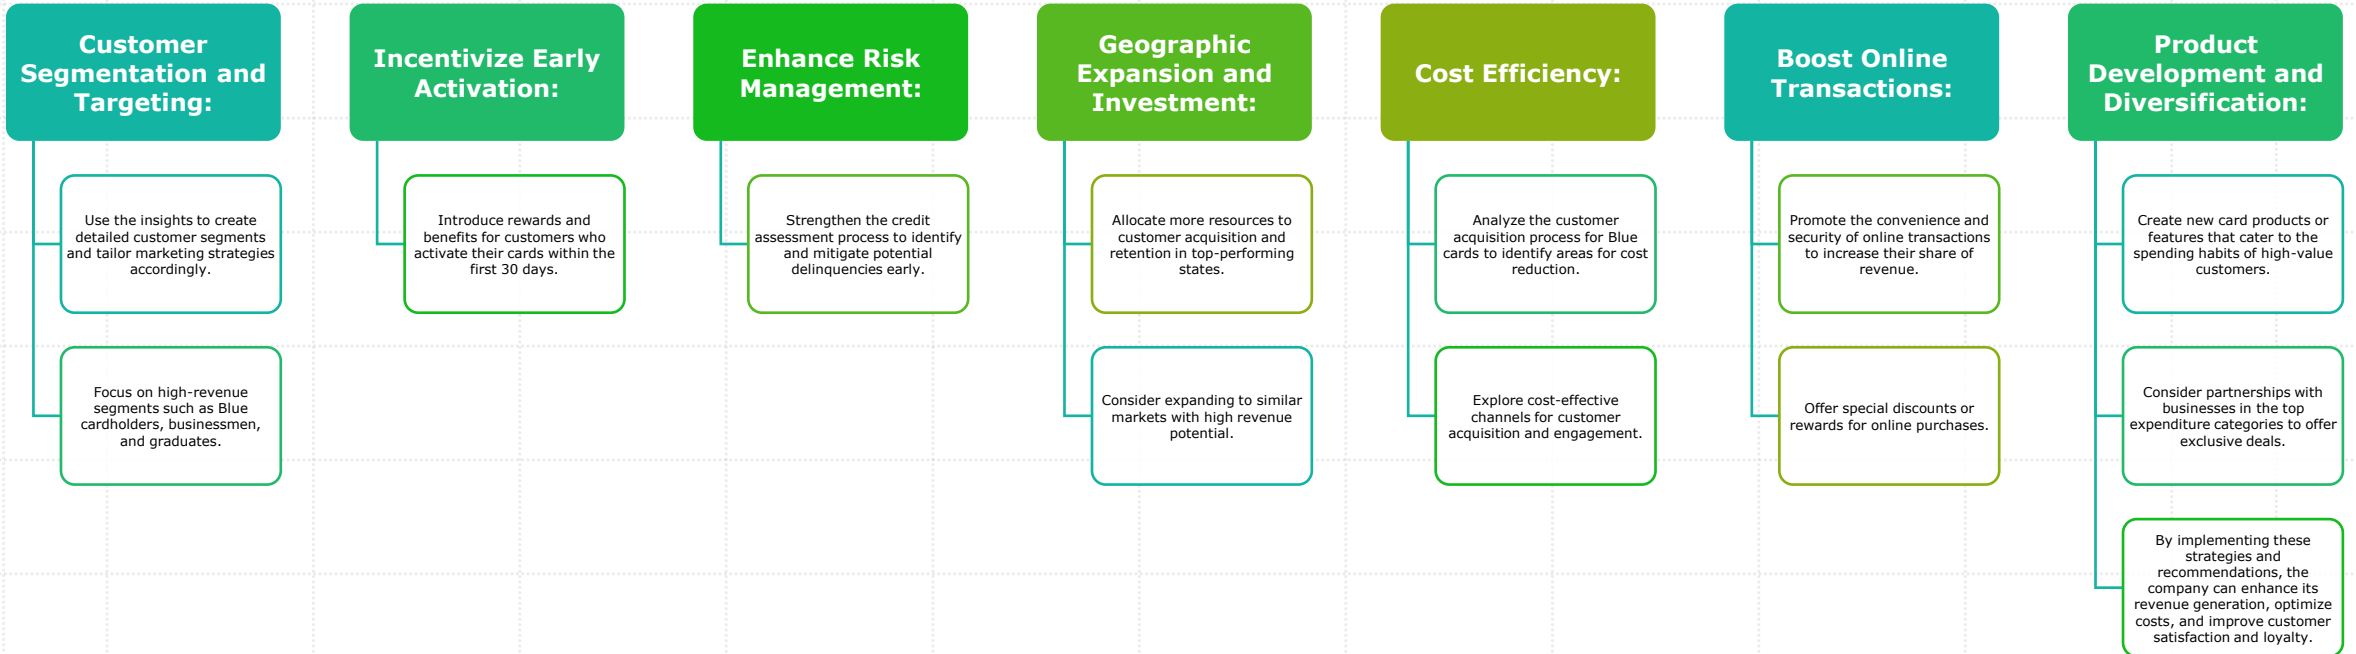 Customer
Segmentation and
Targeting:
Use the insights to create
detailed customer segments
and tailor marketing strategies
accordingly.
Focus on high-revenue
segments such as Blue
cardholders, businessmen,
and graduates.
Incentivize Early
Activation:
Introduce rewards and
benefits for customers who
activate their cards within the
first 30 days.
Enhance Risk
Management:
Strengthen the credit
assessment process to identify
and mitigate potential
delinquencies early.
Geographic
Expansion and
Investment:
Allocate more resources to
customer acquisition and
retention in top-performing
states.
Consider expanding to similar
markets with high revenue
potential.
Cost Efficiency:
Analyze the customer
acquisition process for Blue
cards to identify areas for cost
reduction.
Explore cost-effective
channels for customer
acquisition and engagement.
Boost Online
Transactions:
Promote the convenience and
security of online transactions
to increase their share of
revenue.
Offer special discounts or
rewards for online purchases.
Product
Development and
Diversification:
Create new card products or
features that cater to the
spending habits of high-value
customers.
Consider partnerships with
businesses in the top
expenditure categories to offer
exclusive deals.
By implementing these
strategies and
recommendations, the
company can enhance its
revenue generation, optimize
costs, and improve customer
satisfaction and loyalty.